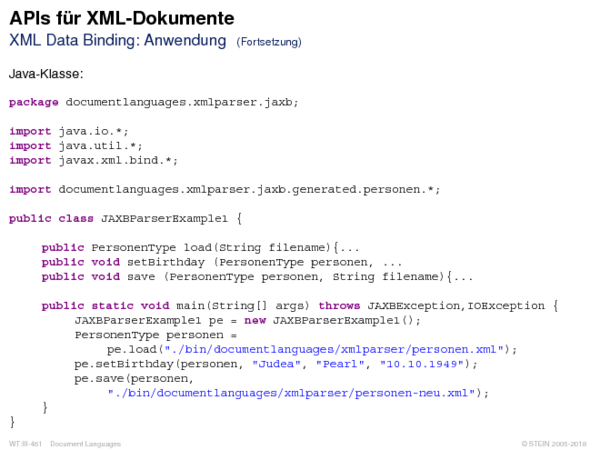 APIs für XML-Dokumente
XML Data Binding: Anwendung (Fortsetzung)
Java-Klasse:
package documentlanguages.xmlparser.jaxb;
import java.io.*;
import java.util.*;
import javax.xml.bind.*;
import documentlanguages.xmlparser.jaxb.generated.personen.*;
public class JAXBParserExample1 {
public PersonenType load(String filename){...
public void setBirthday (PersonenType personen, ...
public void save (PersonenType personen, String filename){...
public static void main(String[] args) throws JAXBException,IOException {
JAXBParserExample1 pe = new JAXBParserExample1();
PersonenType personen =
pe.load("./bin/documentlanguages/xmlparser/personen.xml");
pe.setBirthday(personen, "Judea", "Pearl", "10.10.1949");
pe.save(personen,
"./bin/documentlanguages/xmlparser/personen-neu.xml");
}
}
WT:III-461 Document Languages © STEIN 2005-2018